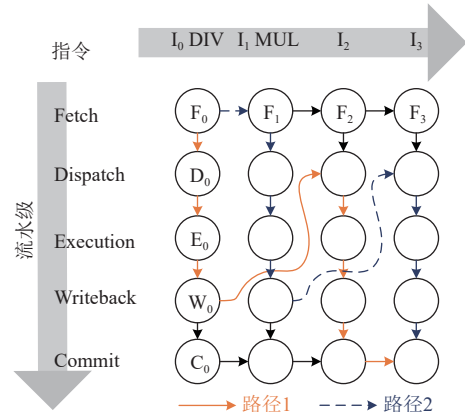 指令
I₀ DIV I₁ MUL I₂ I₃
流水级
Fetch F₀ F₁ F₂ F₃
Dispatch D₀
Execution E₀
Writeback W₀
Commit C₀
路径1 路径2